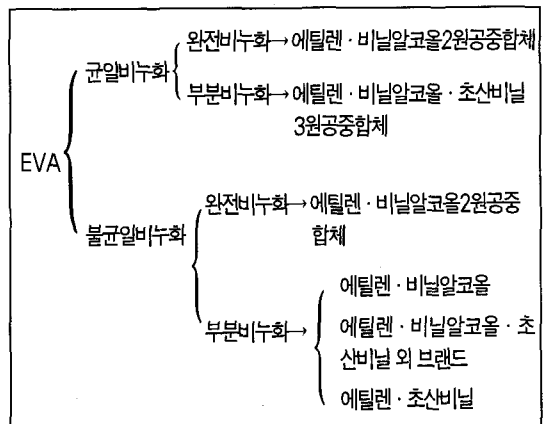 완전비누화→에틸렌·비닐알코올2원공중합체
균일비누화
부분비누화→에틸렌·비닐알코올·초산비닐
3원공중합체
EVA
완전비누화→에틸렌·비닐알코올2원공중
합체
불균일비누화
에틸렌·비닐알코올
부분비누화→
에틸렌·비닐알코올·초
산비닐 외 브랜드
에틸렌·초산비닐